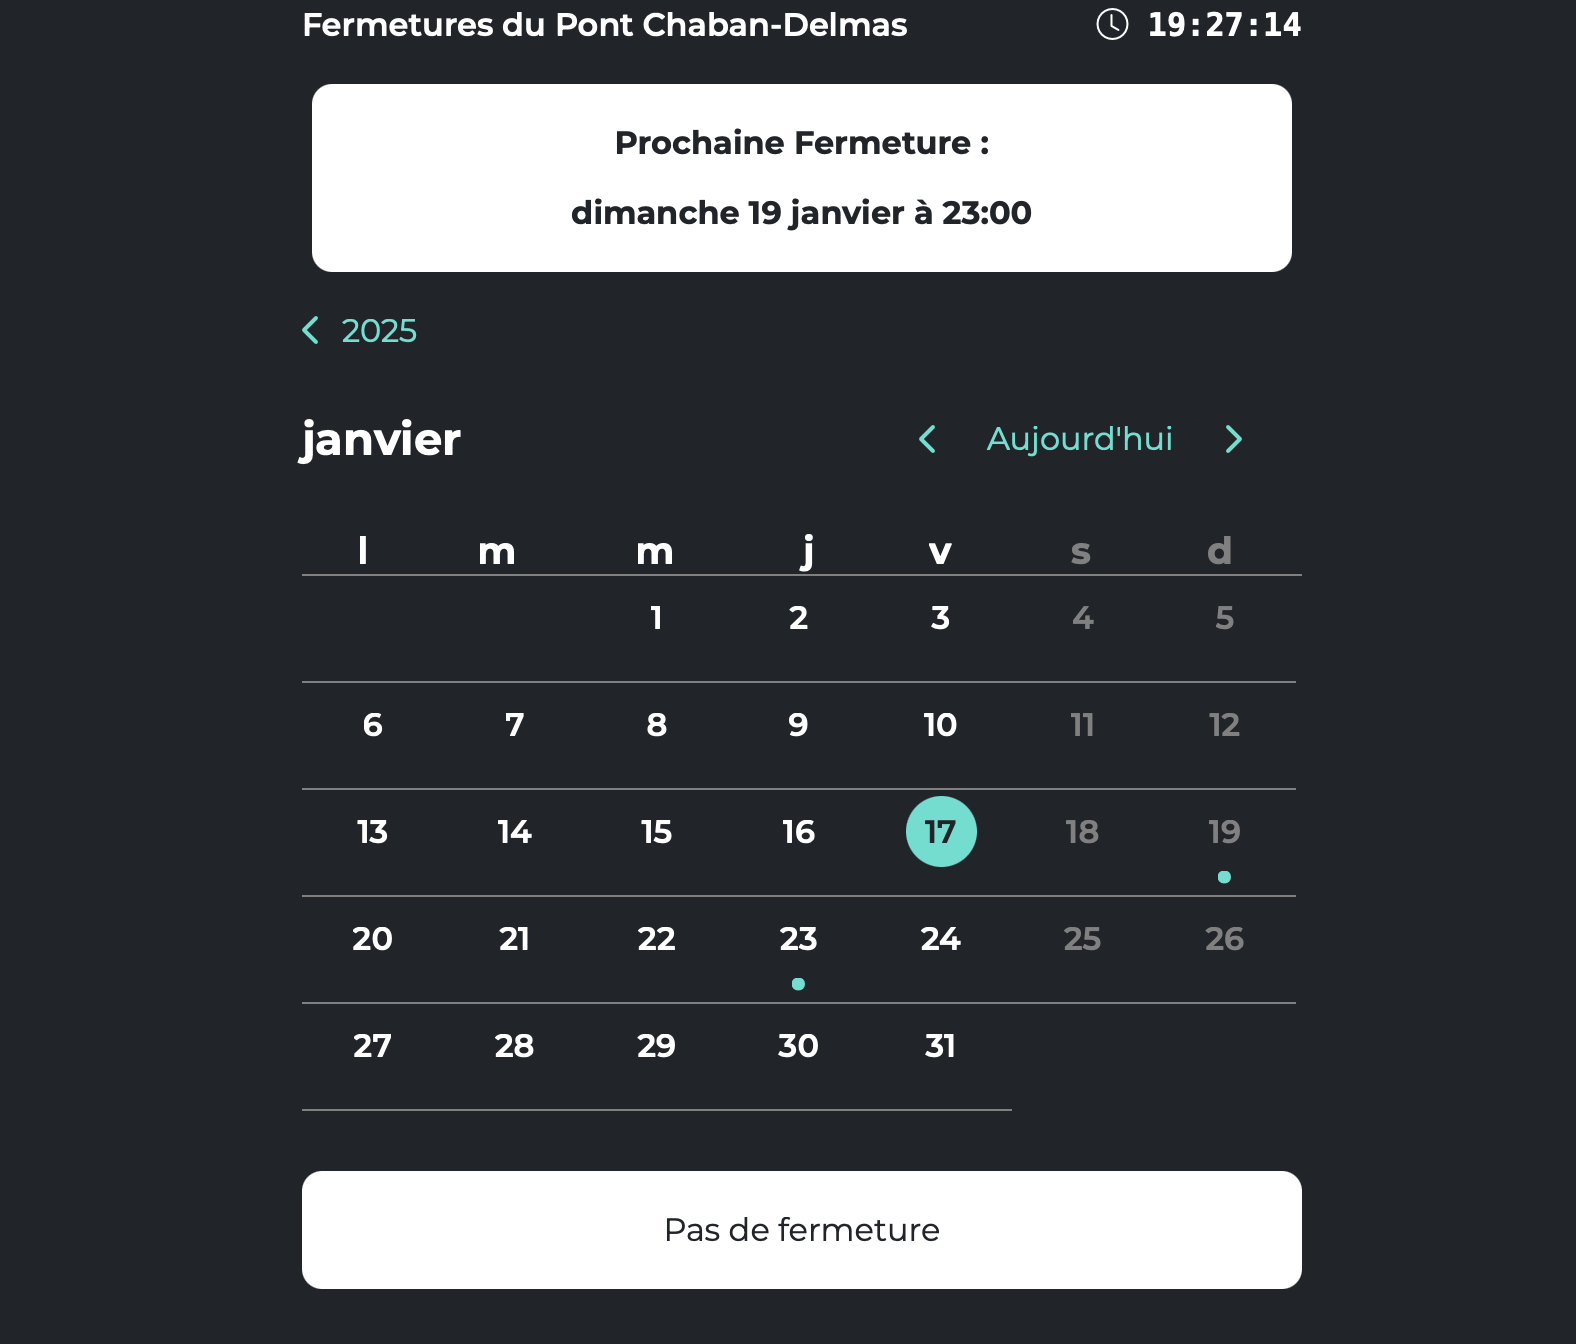 Fermetures du Pont Chaban-Delmas 19:27:14
Prochaine Fermeture :
dimanche 19 janvier à 23:00
2025
janvier Aujourd'hui
l m m j v s d
1 2 3 4 5
6 7 8 9 10 11 12
13 14 15 16 17 18 19
20 21 22 23 24 25 26
27 28 29 30 31
Pas de fermeture